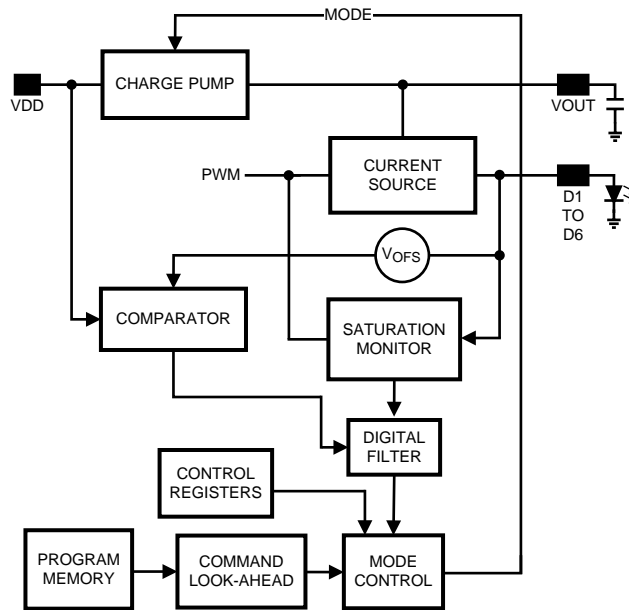 MODE
CHARGE PUMP
VDD
VOUT
PWM
CURRENT
SOURCE
D1
TO
D6
VOFS
COMPARATOR
SATURATION
MONITOR
DIGITAL
FILTER
CONTROL
REGISTERS
PROGRAM
MEMORY
COMMAND
LOOK-AHEAD
MODE
CONTROL